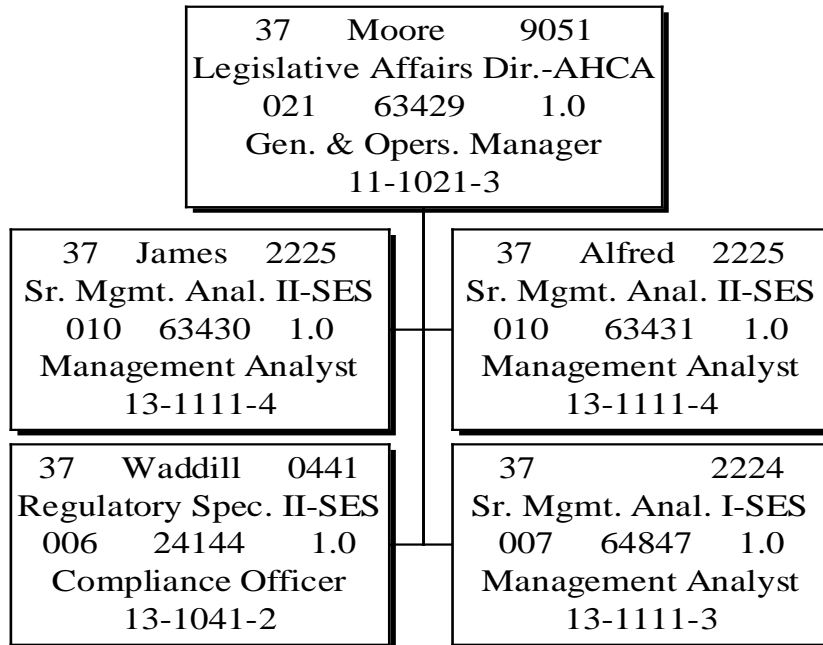 37 Moore 9051
Legislative Affairs Dir.-AHCA
021 63429 1.0
Gen. & Opers. Manager
11-1021-3
37 James 2225
Sr. Mgmt. Anal. II-SES
010 63430 1.0
Management Analyst
13-1111-4
37 Alfred 2225
Sr. Mgmt. Anal. II-SES
010 63431 1.0
Management Analyst
13-1111-4
37 Waddill 0441
Regulatory Spec. II-SES
006 24144 1.0
Compliance Officer
13-1041-2
37 2224
Sr. Mgmt. Anal. I-SES
007 64847 1.0
Management Analyst
13-1111-3